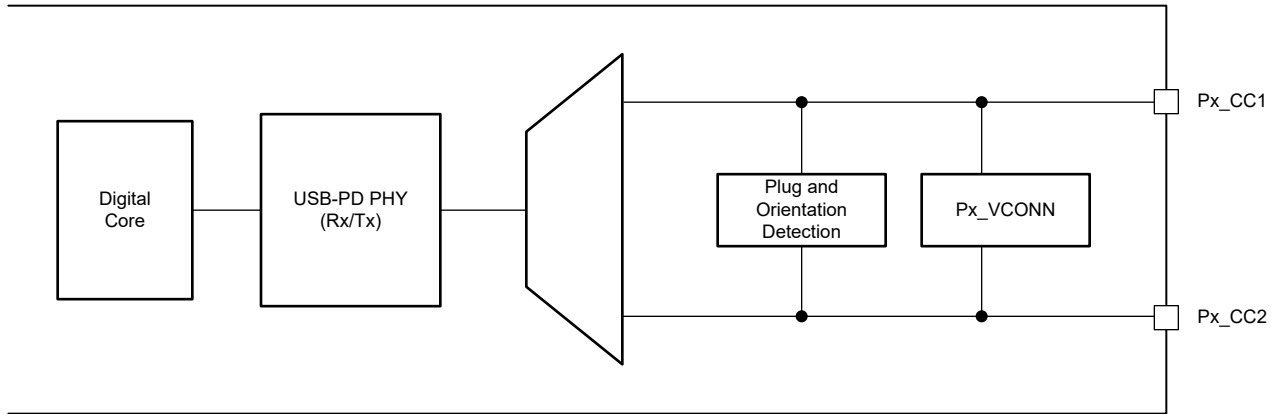 Digital
Core
USB-PD PHY
(Rx/Tx)
Plug and
Orientation
Detection
Px_VCONN
Px_CC1
Px_CC2